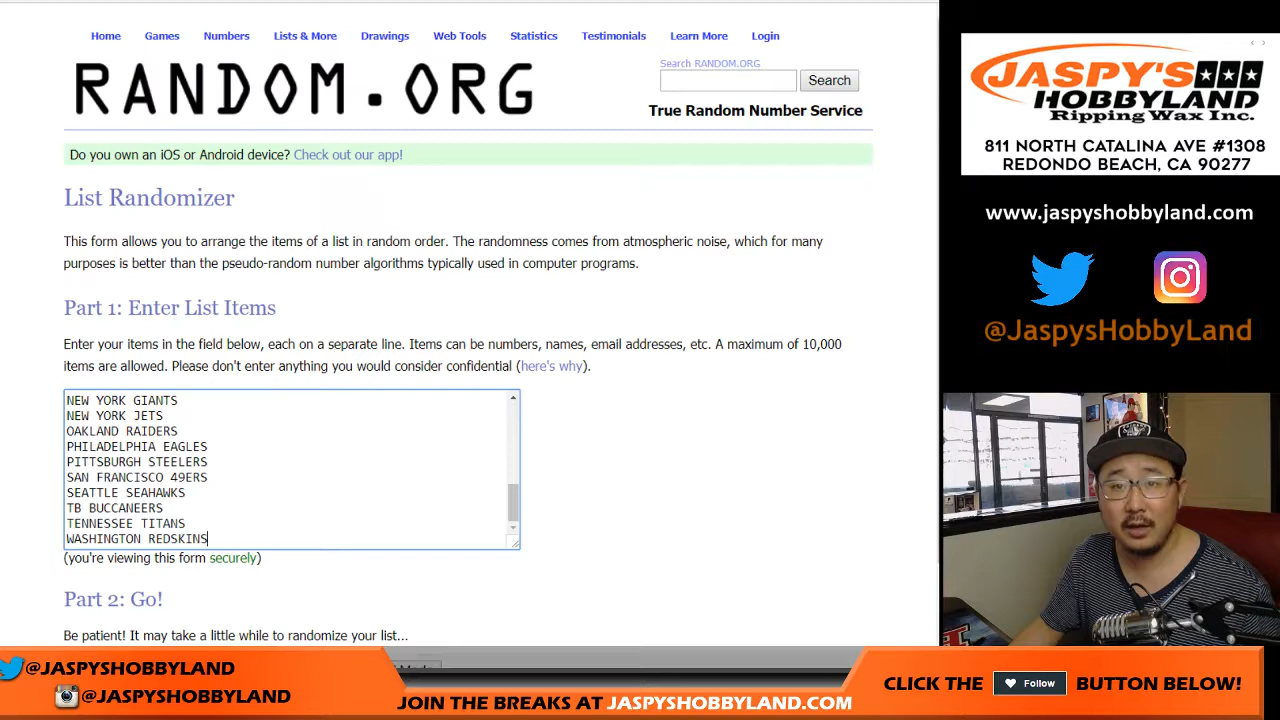 Home Games Numbers Lists & More Drawings Web Tools Statistics Testimonials Learn More Login
RANDOM.ORG
Search RANDOM.ORG
Search
True Random Number Service
Do you own an iOS or Android device? Check out our app!
List Randomizer
This form allows you to arrange the items of a list in random order. The randomness comes from atmospheric noise, which for many
purposes is better than the pseudo-random number algorithms typically used in computer programs.
Part 1: Enter List Items
Enter your items in the field below, each on a separate line. Items can be numbers, names, email addresses, etc. A maximum of 10,000
items are allowed. Please don't enter anything you would consider confidential (here's why).
NEW YORK GIANTS
NEW YORK JETS
OAKLAND RAIDERS
PHILADELPHIA EAGLES
PITTSBURGH STEELERS
SAN FRANCISCO 49ERS
SEATTLE SEAHAWKS
TB BUCCANEERS
TENNESSEE TITANS
WASHINGTON REDSKINS
(you're viewing this form securely)
Part 2: Go!
Be patient! It may take a little while to randomize your list...
JASPY'S
HOBBYLAND
Ripping Wax Inc.
811 NORTH CATALINA AVE #1308
REDONDO BEACH, CA 90277
www.jaspyshobbyland.com
@JaspysHobbyLand
@JASPYSHOBBYLAND
@JASPYSHOBBYLAND
JOIN THE BREAKS AT JASPYSHOBBYLAND.COM
CLICK THE Follow BUTTON BELOW!